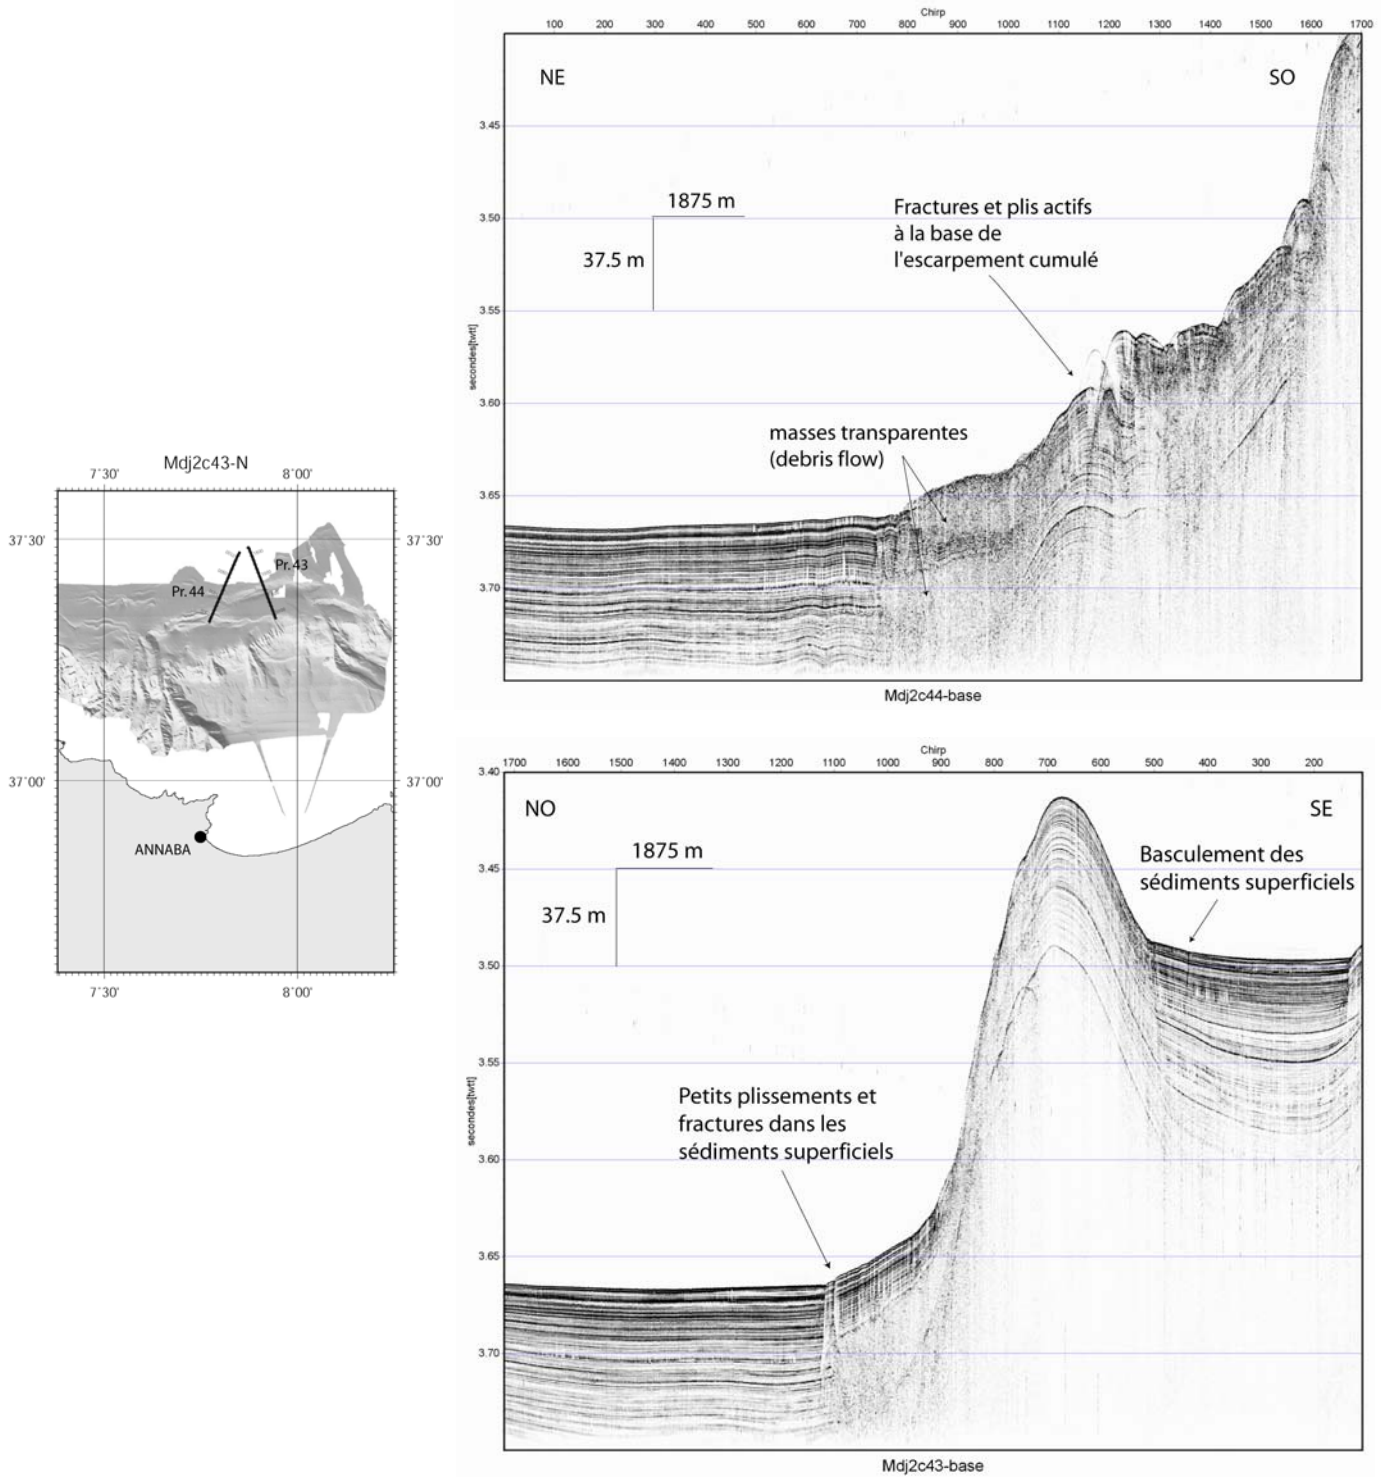 Chirp
100 200 300 400 500 600 700 800 900 1000 1100 1200 1300 1400 1500 1600 1700
NE
SO
3.45
1875 m
3.50
37.5 m
Fractures et plis actifs
à la base de
l'escarpement cumulé
3.55
secondes[twtt]
3.60
masses transparentes
(debris flow)
3.65
3.70
Mdj2c44-base
Mdj2c43-N
7˚30' 8˚00'
37˚30' 37˚30'
Pr.43
Pr.44
37˚00' 37˚00'
ANNABA
7˚30' 8˚00'
Chirp
1700 1600 1500 1400 1300 1200 1100 1000 900 800 700 600 500 400 300 200
3.40
NO
SE
1875 m
3.45
37.5 m
Basculement des
sédiments superficiels
3.50
3.55
secondes[twtt]
Petits plissements et
fractures dans les
sédiments superficiels
3.60
3.65
3.70
Mdj2c43-base